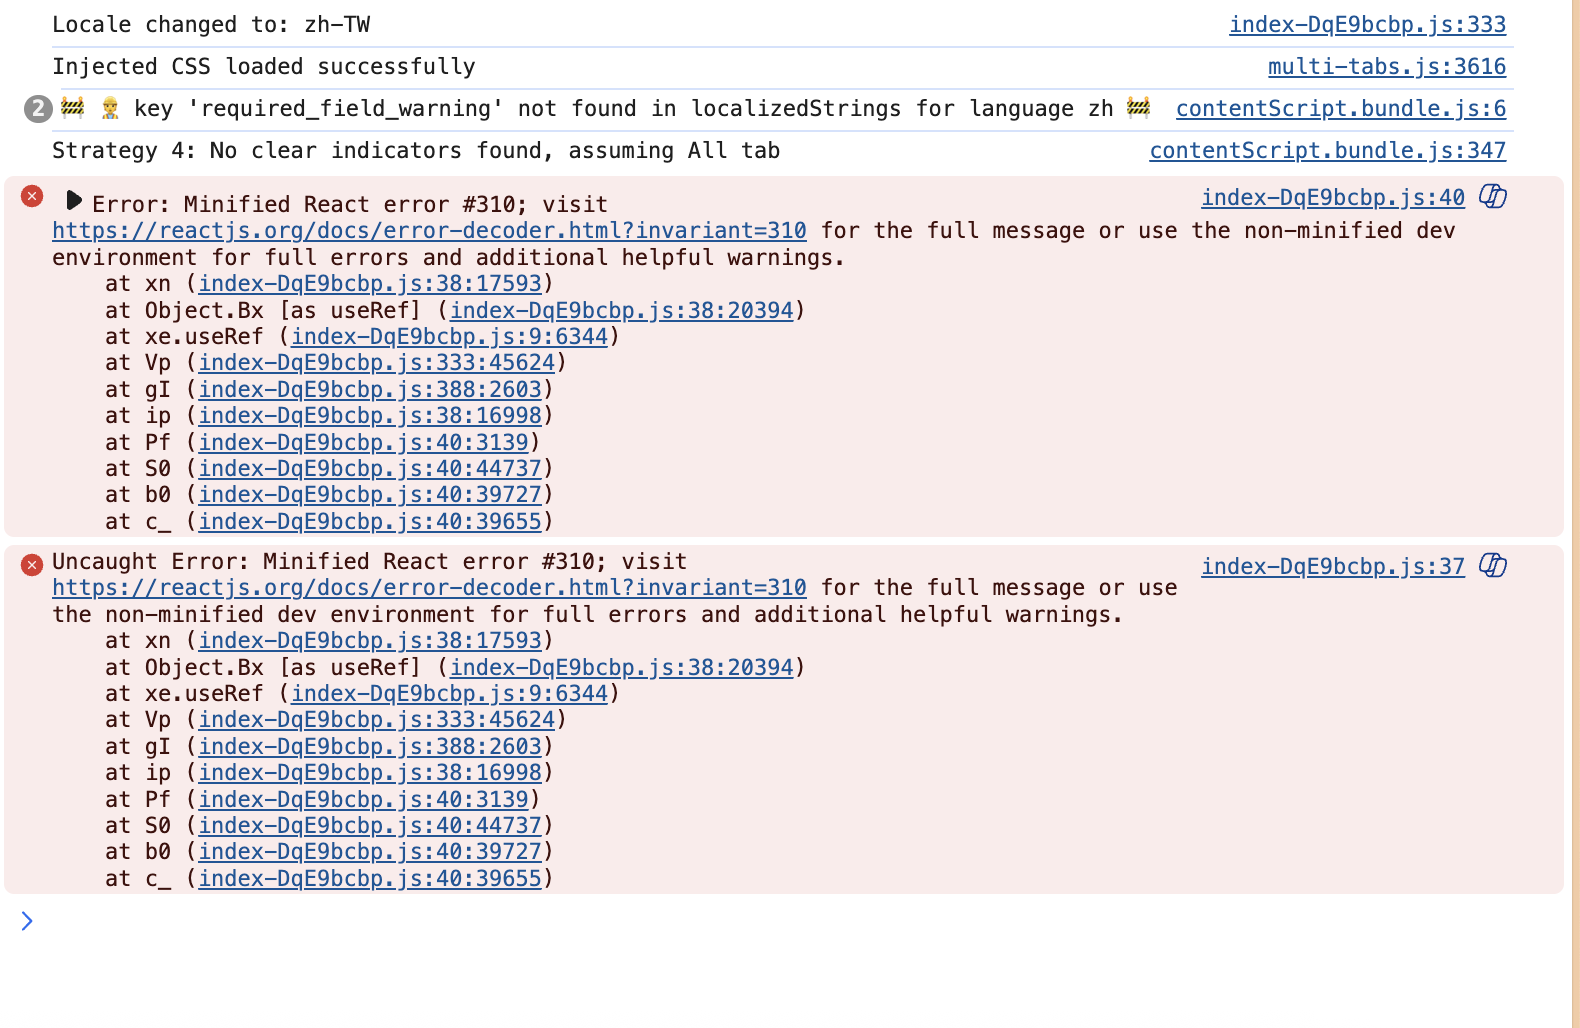 Locale changed to: zh-TW index-DqE9bcbp.js:333
Injected CSS loaded successfully multi-tabs.js:3616
2 🚧 👷 key 'required_field_warning' not found in localizedStrings for language zh 🚧 contentScript.bundle.js:6
Strategy 4: No clear indicators found, assuming All tab contentScript.bundle.js:347
Error: Minified React error #310; visit index-DqE9bcbp.js:40
https://reactjs.org/docs/error-decoder.html?invariant=310 for the full message or use the non-minified dev
environment for full errors and additional helpful warnings.
at xn (index-DqE9bcbp.js:38:17593)
at Object.Bx [as useRef] (index-DqE9bcbp.js:38:20394)
at xe.useRef (index-DqE9bcbp.js:9:6344)
at Vp (index-DqE9bcbp.js:333:45624)
at gI (index-DqE9bcbp.js:388:2603)
at ip (index-DqE9bcbp.js:38:16998)
at Pf (index-DqE9bcbp.js:40:3139)
at S0 (index-DqE9bcbp.js:40:44737)
at b0 (index-DqE9bcbp.js:40:39727)
at c_ (index-DqE9bcbp.js:40:39655)
Uncaught Error: Minified React error #310; visit index-DqE9bcbp.js:37
https://reactjs.org/docs/error-decoder.html?invariant=310 for the full message or use
the non-minified dev environment for full errors and additional helpful warnings.
at xn (index-DqE9bcbp.js:38:17593)
at Object.Bx [as useRef] (index-DqE9bcbp.js:38:20394)
at xe.useRef (index-DqE9bcbp.js:9:6344)
at Vp (index-DqE9bcbp.js:333:45624)
at gI (index-DqE9bcbp.js:388:2603)
at ip (index-DqE9bcbp.js:38:16998)
at Pf (index-DqE9bcbp.js:40:3139)
at S0 (index-DqE9bcbp.js:40:44737)
at b0 (index-DqE9bcbp.js:40:39727)
at c_ (index-DqE9bcbp.js:40:39655)